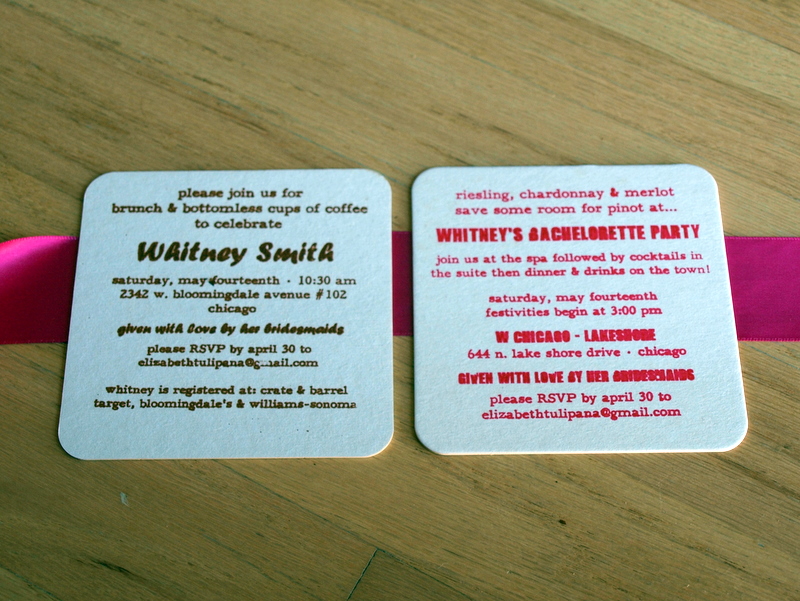 please join us for
brunch & bottomless cups of coffee
to celebrate
Whitney Smith
saturday, may fourteenth · 10:30 am
2342 w. bloomingdale avenue #102
chicago
given with love by her bridesmaids
please RSVP by april 30 to
elizabethtulipana@gmail.com
whitney is registered at: crate & barrel
target, bloomingdale's & williams-sonoma
riesling, chardonnay & merlot
save some room for pinot at...
WHITNEY'S BACHELORETTE PARTY
join us at the spa followed by cocktails in
the suite then dinner & drinks on the town!
saturday, may fourteenth
festivities begin at 3:00 pm
W CHICAGO - LAKESHORE
644 n. lake shore drive · chicago
GIVEN WITH LOVE BY HER BRIDESMAIDS
please RSVP by april 30 to
elizabethtulipana@gmail.com